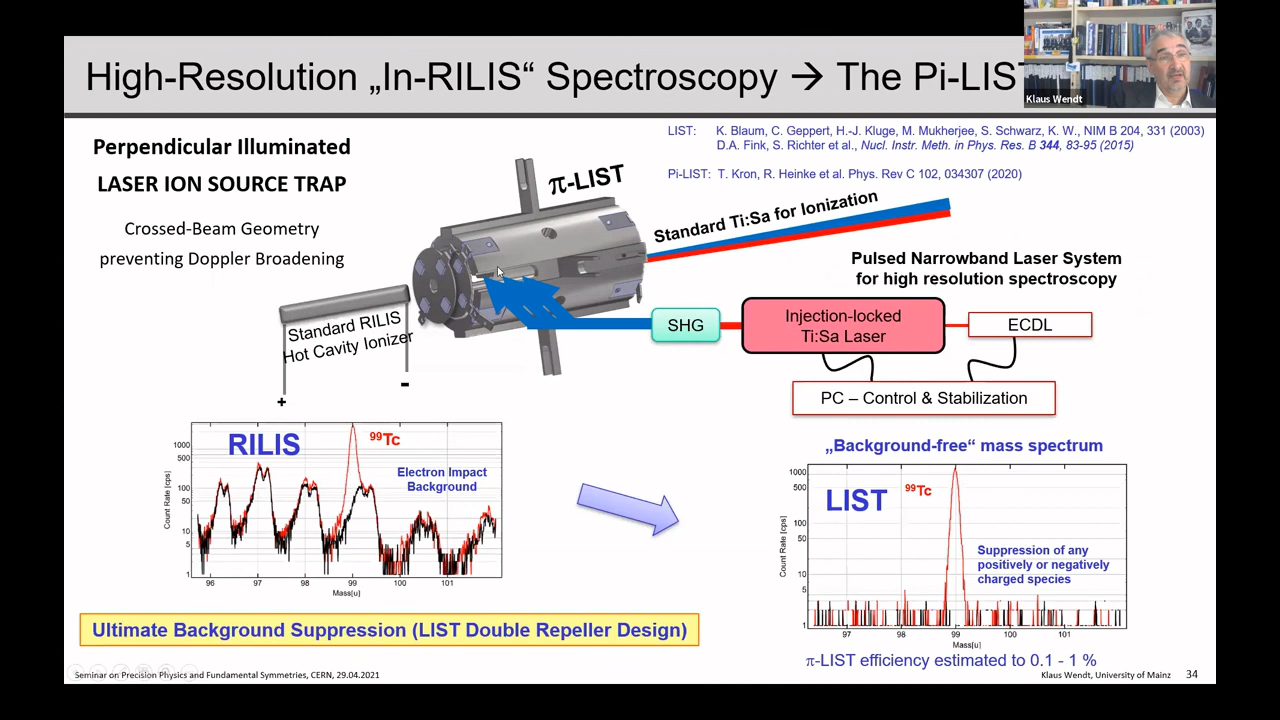 High-Resolution „In-RILIS“ Spectroscopy → The Pi-LIST
Klaus Wendt
Perpendicular Illuminated
LASER ION SOURCE TRAP
Crossed-Beam Geometry
preventing Doppler Broadening
LIST: K. Blaum, C. Geppert, H.-J. Kluge, M. Mukherjee, S. Schwarz, K. W., NIM B 204, 331 (2003)
D.A. Fink, S. Richter et al., Nucl. Instr. Meth. in Phys. Res. B 344, 83-95 (2015)
Pi-LIST: T. Kron, R. Heinke et al. Phys. Rev C 102, 034307 (2020)
π-LIST
Standard Ti:Sa for Ionization
Pulsed Narrowband Laser System
for high resolution spectroscopy
Standard RILIS
Hot Cavity Ionizer
+
-
SHG
Injection-locked
Ti:Sa Laser
ECDL
PC – Control & Stabilization
RILIS
99Tc
Electron Impact
Background
Count Rate [cps]
1000
500
100
50
10
5
1
96 97 98 99 100 101
Mass[u]
„Background-free“ mass spectrum
LIST
99Tc
Suppression of any
positively or negatively
charged species
Count Rate [cps]
1000
500
100
50
10
5
1
97 98 99 100 101
Mass[u]
Ultimate Background Suppression (LIST Double Repeller Design)
π-LIST efficiency estimated to 0.1 - 1 %
Seminar on Precision Physics and Fundamental Symmetries, CERN, 29.04.2021
Klaus Wendt, University of Mainz 34